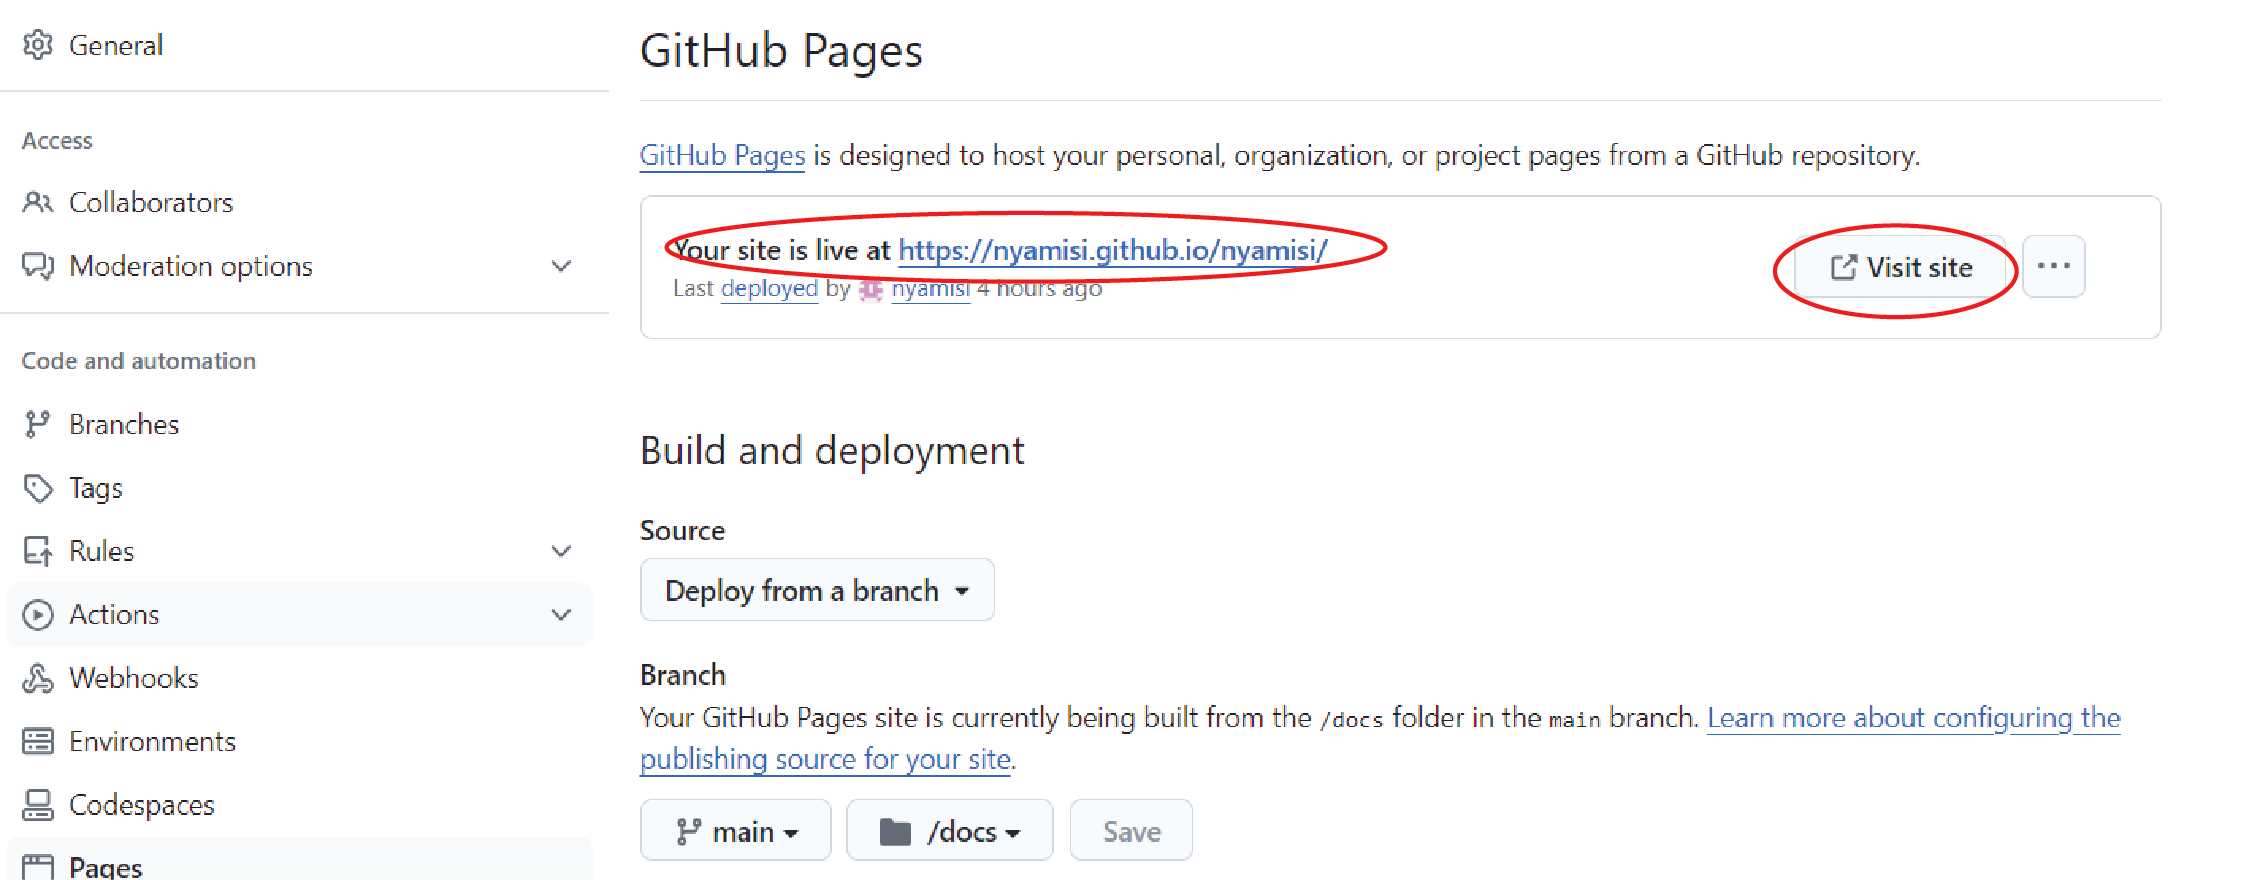 General
Access
Collaborators
Moderation options
Code and automation
Branches
Tags
Rules
Actions
Webhooks
Environments
Codespaces
Pages
GitHub Pages
GitHub Pages is designed to host your personal, organization, or project pages from a GitHub repository.
Your site is live at https://nyamisi.github.io/nyamisi/
Last deployed by nyamisi 4 hours ago
Visit site
Build and deployment
Source
Deploy from a branch
Branch
Your GitHub Pages site is currently being built from the /docs folder in the main branch. Learn more about configuring the
publishing source for your site.
main /docs Save